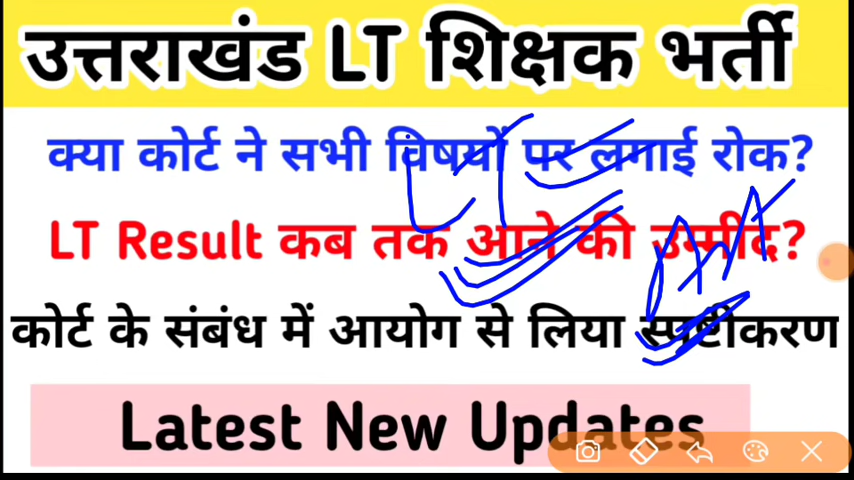 उत्तराखंड LT शिक्षक भर्ती
क्या कोर्ट ने सभी विषयों पर लगाई रोक?
LT Result कब तक आने की उम्मीद?
कोर्ट के संबंध में आयोग से लिया स्पष्टीकरण
Latest New Updates
LT